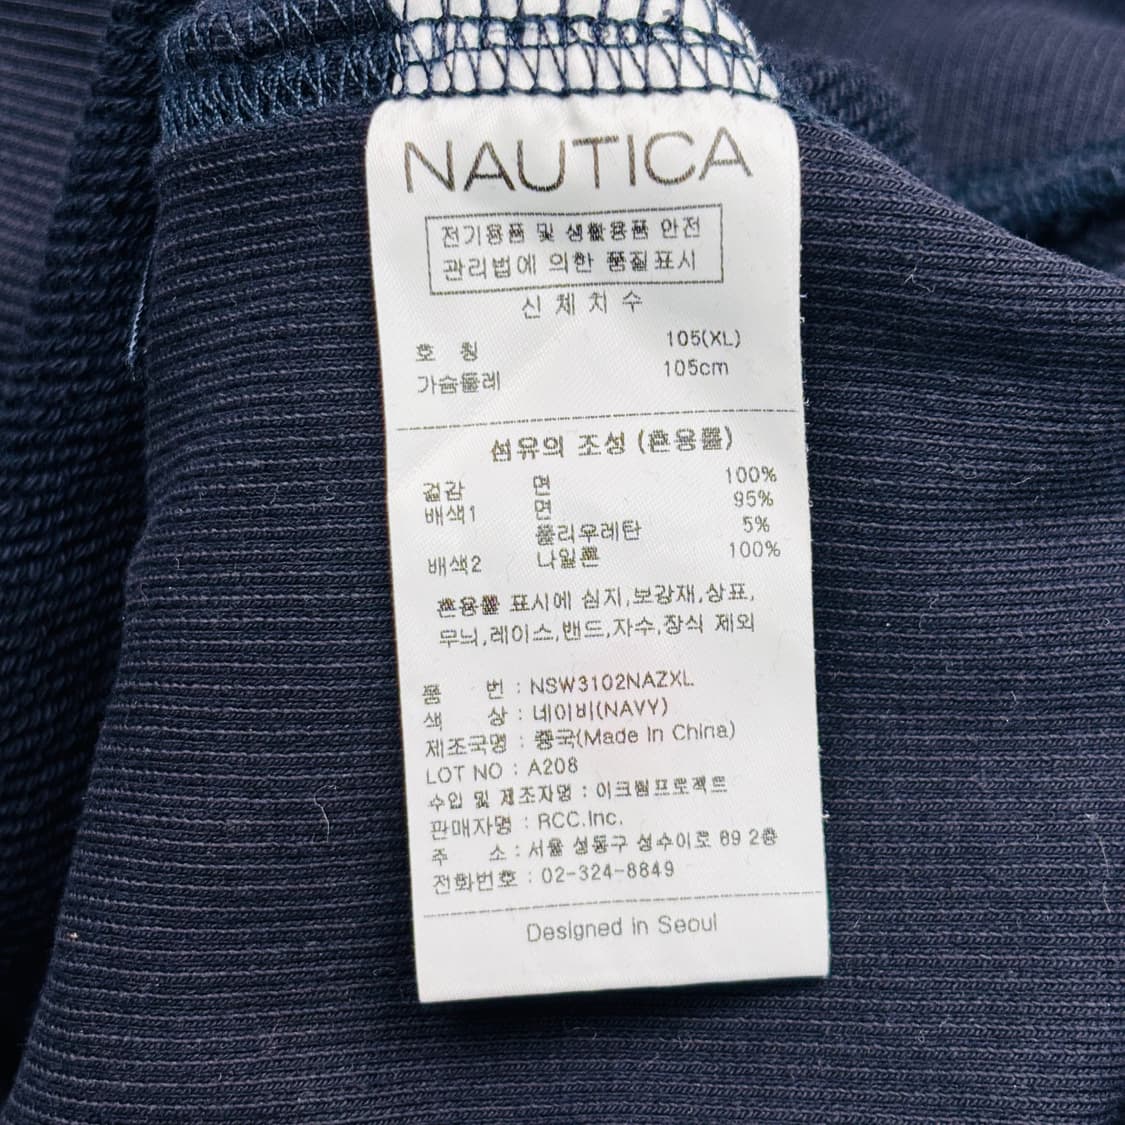 NAUTICA
전기용품 및 생활용품 안전
관리법에 의한 품질표시
신체치수
호 칭 105(XL)
가슴둘레 105cm
섬유의 조성 (혼용률)
겉감 면 100%
배색1 면 95%
폴리우레탄 5%
배색2 나일론 100%
혼용률 표시에 심지,보강재,상표,
무늬,레이스,밴드,자수,장식 제외
품 번 : NSW3102NAZXL
색 상 : 네이비(NAVY)
제조국명 : 중국(Made In China)
LOT NO : A208
수입 및 제조자명 : 이크림프로젝트
판매자명 : RCC.Inc.
주 소 : 서울 성동구 성수이로 69 2층
전화번호 : 02-324-8849
Designed in Seoul